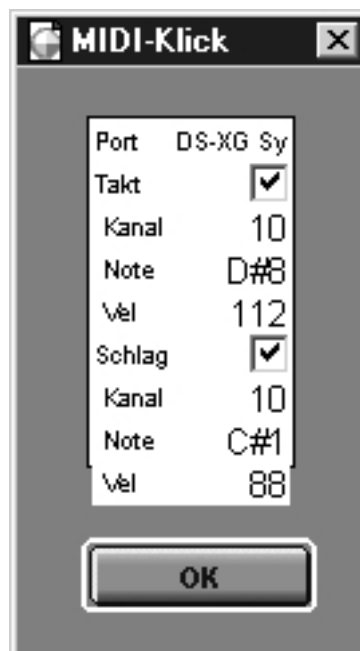 MIDI-Klick
Port DS-XG Sy
Takt
Kanal 10
Note D#8
Vel 112
Schlag
Kanal 10
Note C#1
Vel 88
OK